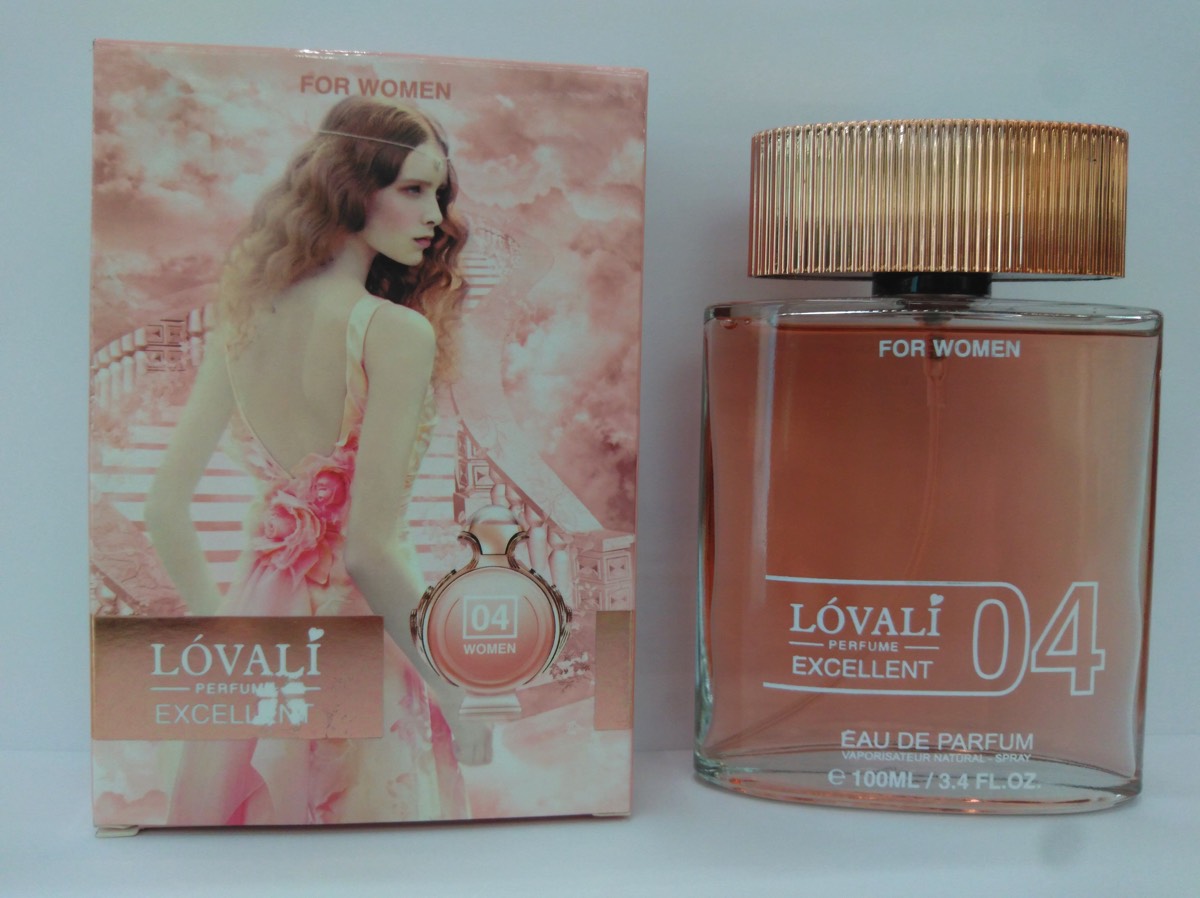 FOR WOMEN
04
WOMEN
LÓVALi
PERFUME
EXCELLENT
FOR WOMEN
LÓVALi
PERFUME
EXCELLENT
04
EAU DE PARFUM
VAPORISATEUR NATURAL - SPRAY
e 100ML / 3.4 FL.OZ.